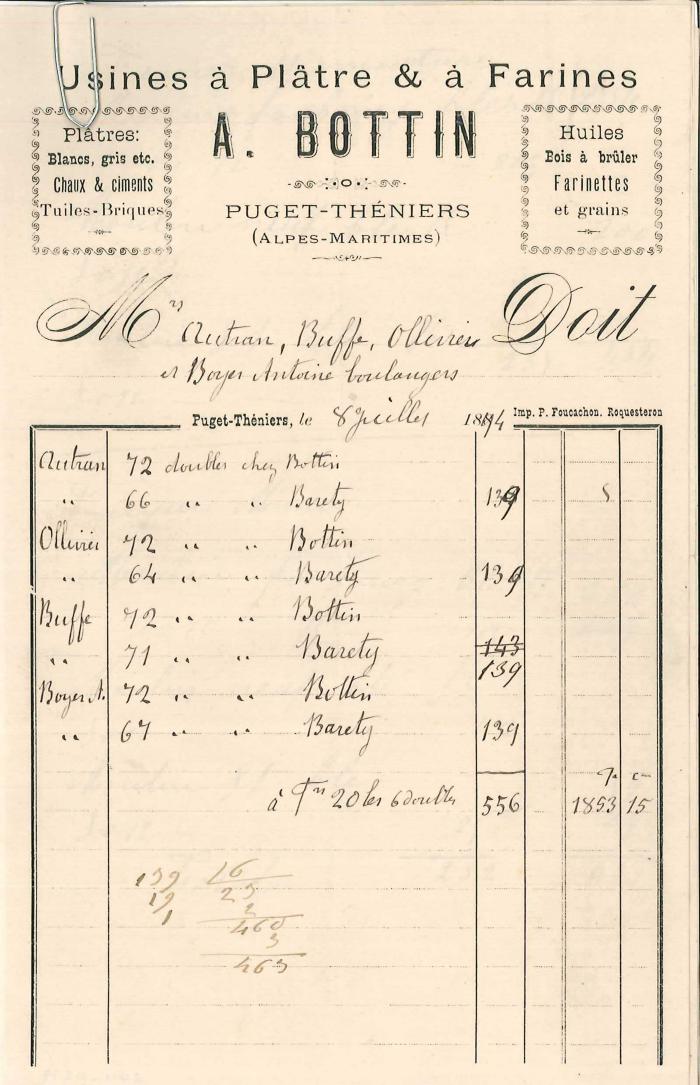 Usines à Plâtre & à Farines
A. BOTTIN
PUGET-THÉNIERS
(ALPES-MARITIMES)
Plâtres:
Blancs, gris etc.
Chaux & ciments
Tuiles-Briques
Huiles
Bois à brûler
Farinettes
et grains
Mrs Autran, Buffe, Ollivier Doit
et Boyer Antoine boulangers
Puget-Théniers, le 8 Juillet 1894
Imp. P. Foucachon. Roquesteron
Autran 72 doubles chez Bottin
" 66 " " Barety 139
Ollivier 72 " " Bottin
" 64 " " Barety 139
Buffe 72 " " Bottin
" 71 " " Barety 143
139
Boyer A. 72 " " Bottin
" 67 " " Barety 139
fr c
à 20 les 6 doubles 556 1853 15
139 16
19 23
1
460
3
463